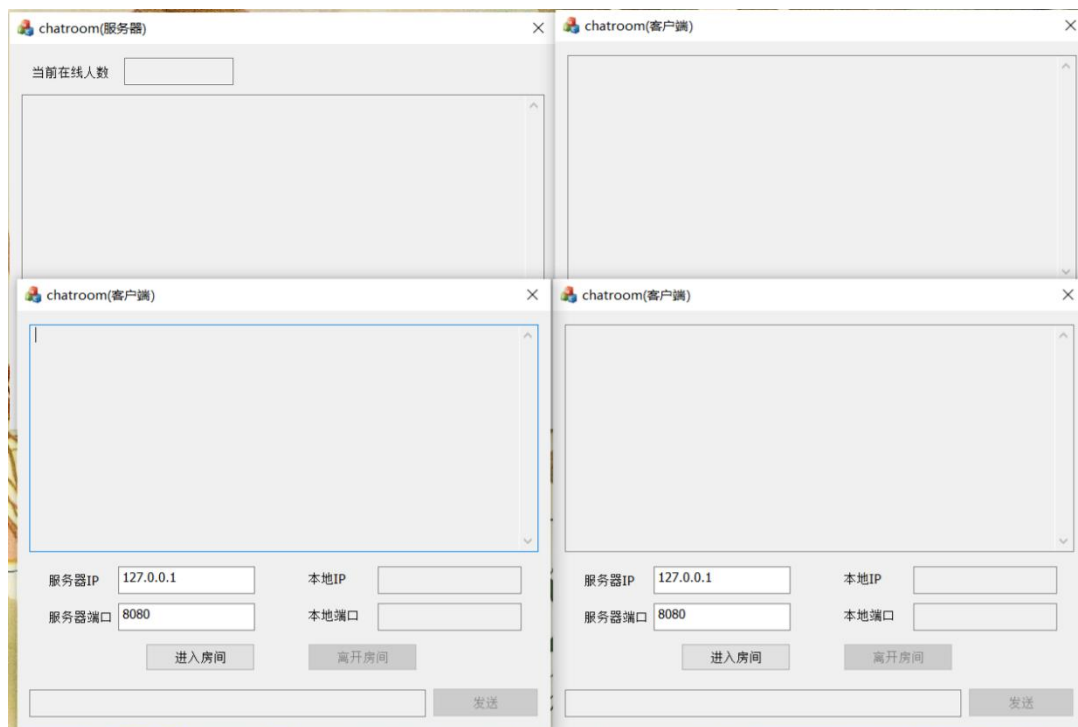 chatroom(服务器)
当前在线人数
chatroom(客户端)
chatroom(客户端)
服务器IP 127.0.0.1 本地IP
服务器端口 8080 本地端口
进入房间 离开房间
发送
chatroom(客户端)
服务器IP 127.0.0.1 本地IP
服务器端口 8080 本地端口
进入房间 离开房间
发送